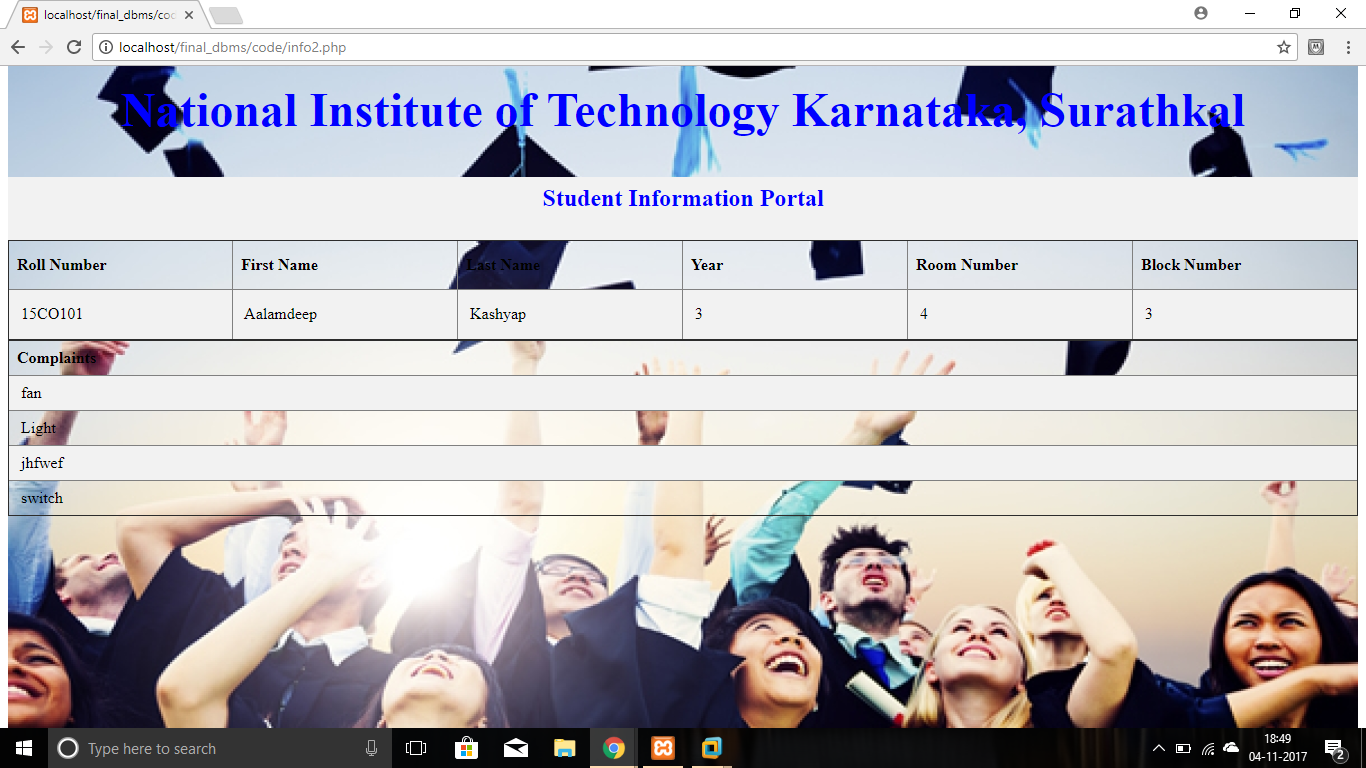 localhost/final_dbms/coc
localhost/final_dbms/code/info2.php
National Institute of Technology Karnataka, Surathkal
Student Information Portal
Roll Number First Name Last Name Year Room Number Block Number
15CO101 Aalamdeep Kashyap 3 4 3
Complaints
fan
Light
jhfwef
switch
Type here to search
18:49
04-11-2017
2